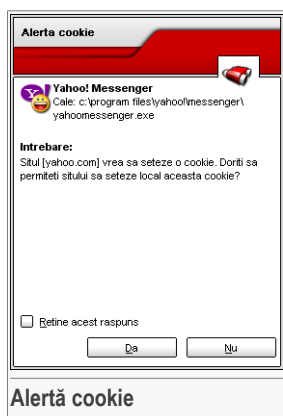 Alerta cookie
Yahoo! Messenger
Cale: c:\program files\yahoo!\messenger\
yahoomessenger.exe
Intrebare:
Situl [yahoo.com] vrea sa seteze o cookie. Doriti sa
permiteti sitului sa seteze local aceasta cookie?
Retine acest raspuns
Da
Nu
Alertă cookie